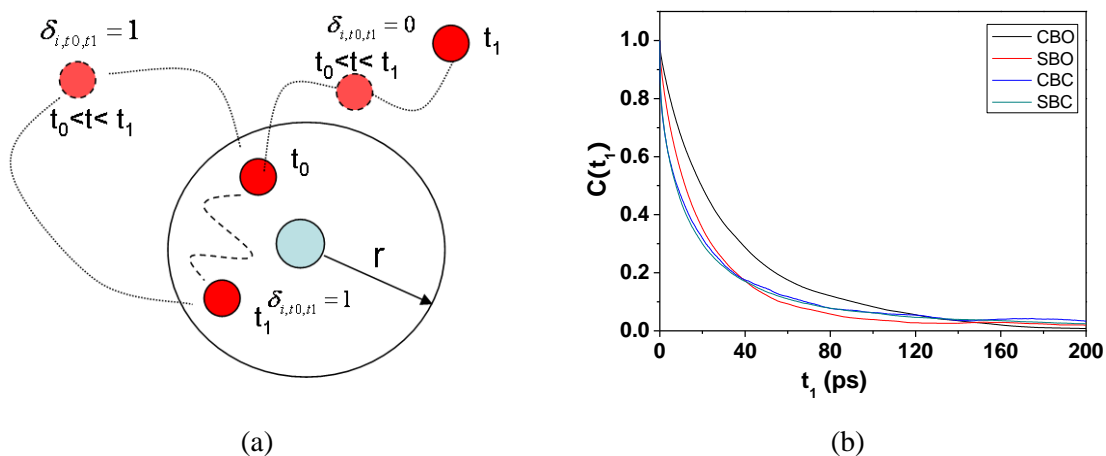 δi,t0,t1 = 1
t0<t< t1
δi,t0,t1 = 0
t0<t< t1
t1
t0
r
t1
δi,t0,t1 = 1
(a)
C(t1)
1.0
0.8
0.6
0.4
0.2
0.0
0
40
80
120
160
200
t1 (ps)
CBO
SBO
CBC
SBC
(b)